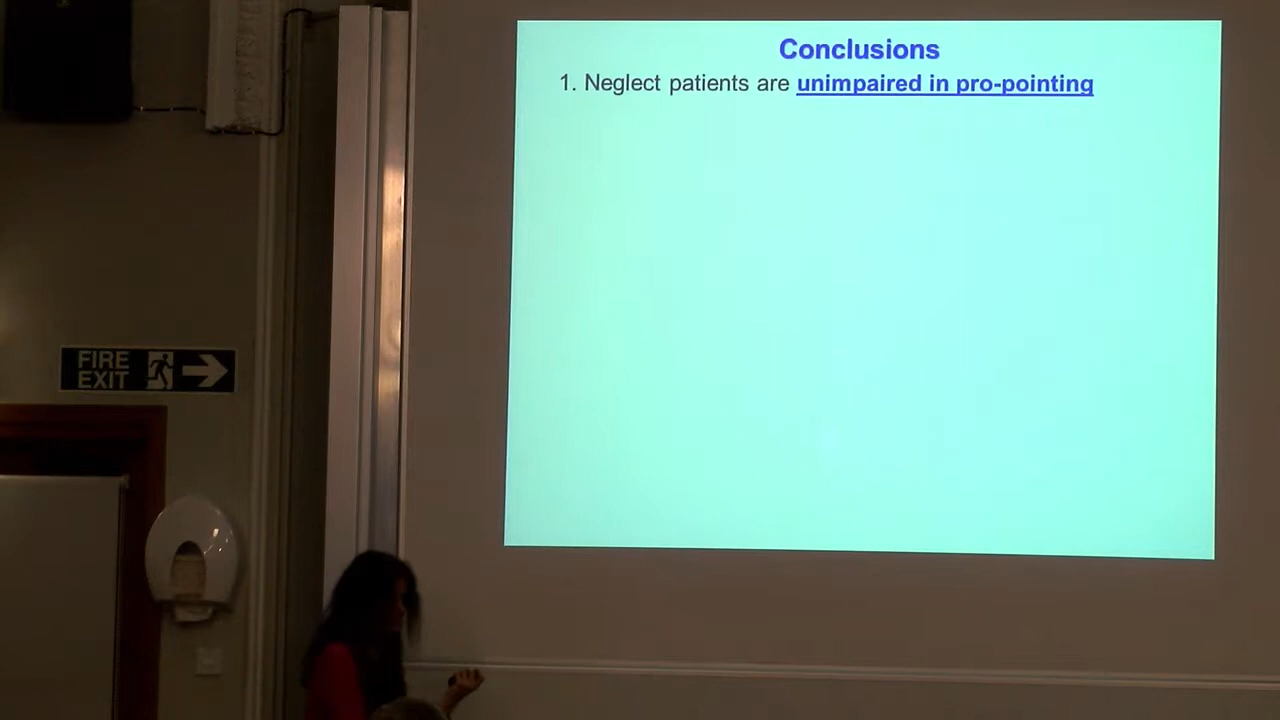 Conclusions
1. Neglect patients are unimpaired in pro-pointing
FIRE
EXIT